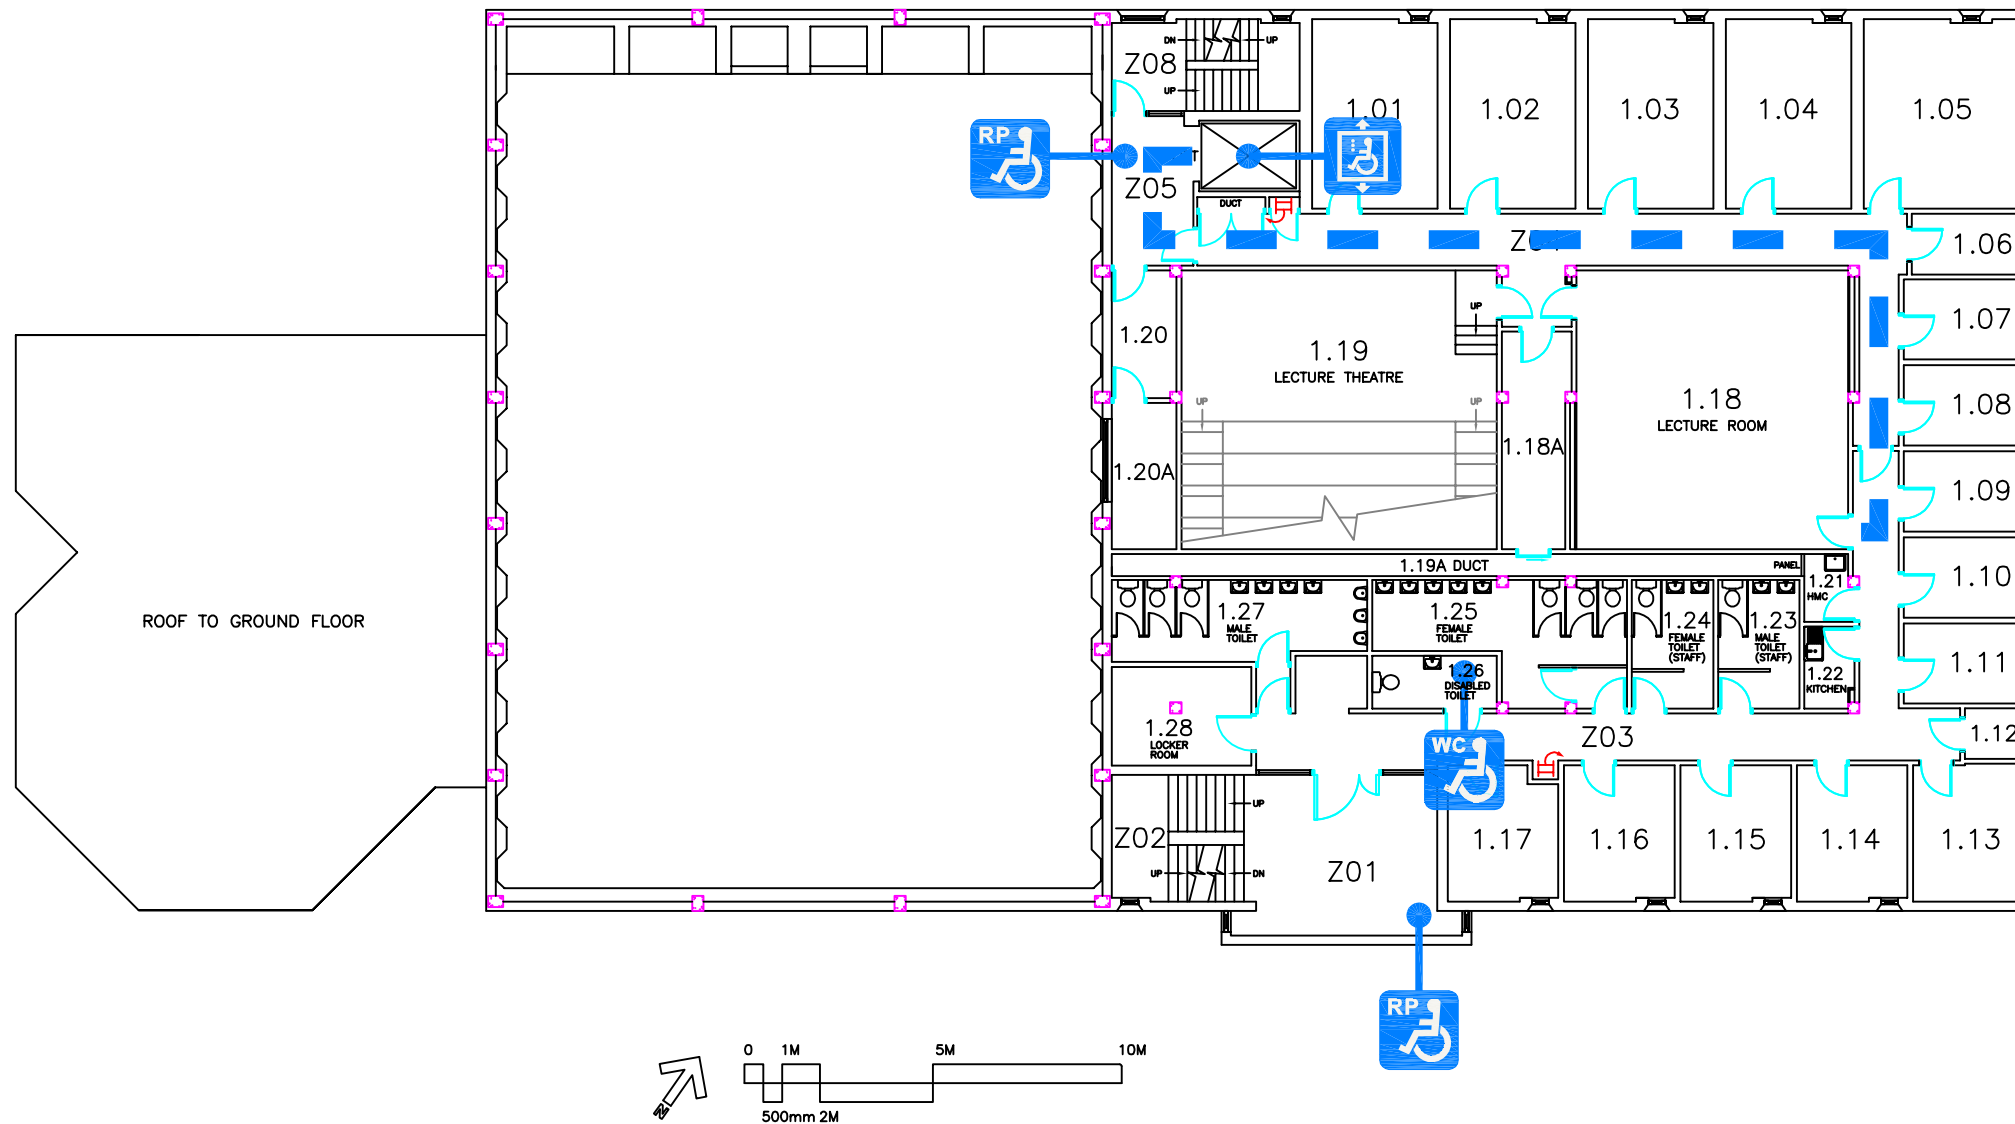 DN
UP
Z08
UP
1.01
1.02
1.03
1.04
1.05
RP
Z05
DUCT
1.06
1.07
1.20
UP
1.19
LECTURE THEATRE
1.18
LECTURE ROOM
1.08
UP
UP
1.18A
1.20A
1.09
1.19A DUCT
PANEL
1.21
HMC
1.10
1.27
MALE
TOILET
1.25
FEMALE
TOILET
1.24
FEMALE
TOILET
(STAFF)
1.23
MALE
TOILET
(STAFF)
ROOF TO GROUND FLOOR
1.26
DISABLED
TOILET
1.22
KITCHEN
1.11
1.28
LOCKER
ROOM
WC
Z03
1.12
UP
Z02
UP
DN
Z01
1.17
1.16
1.15
1.14
1.13
RP
N
0 1M 5M 10M
500mm 2M